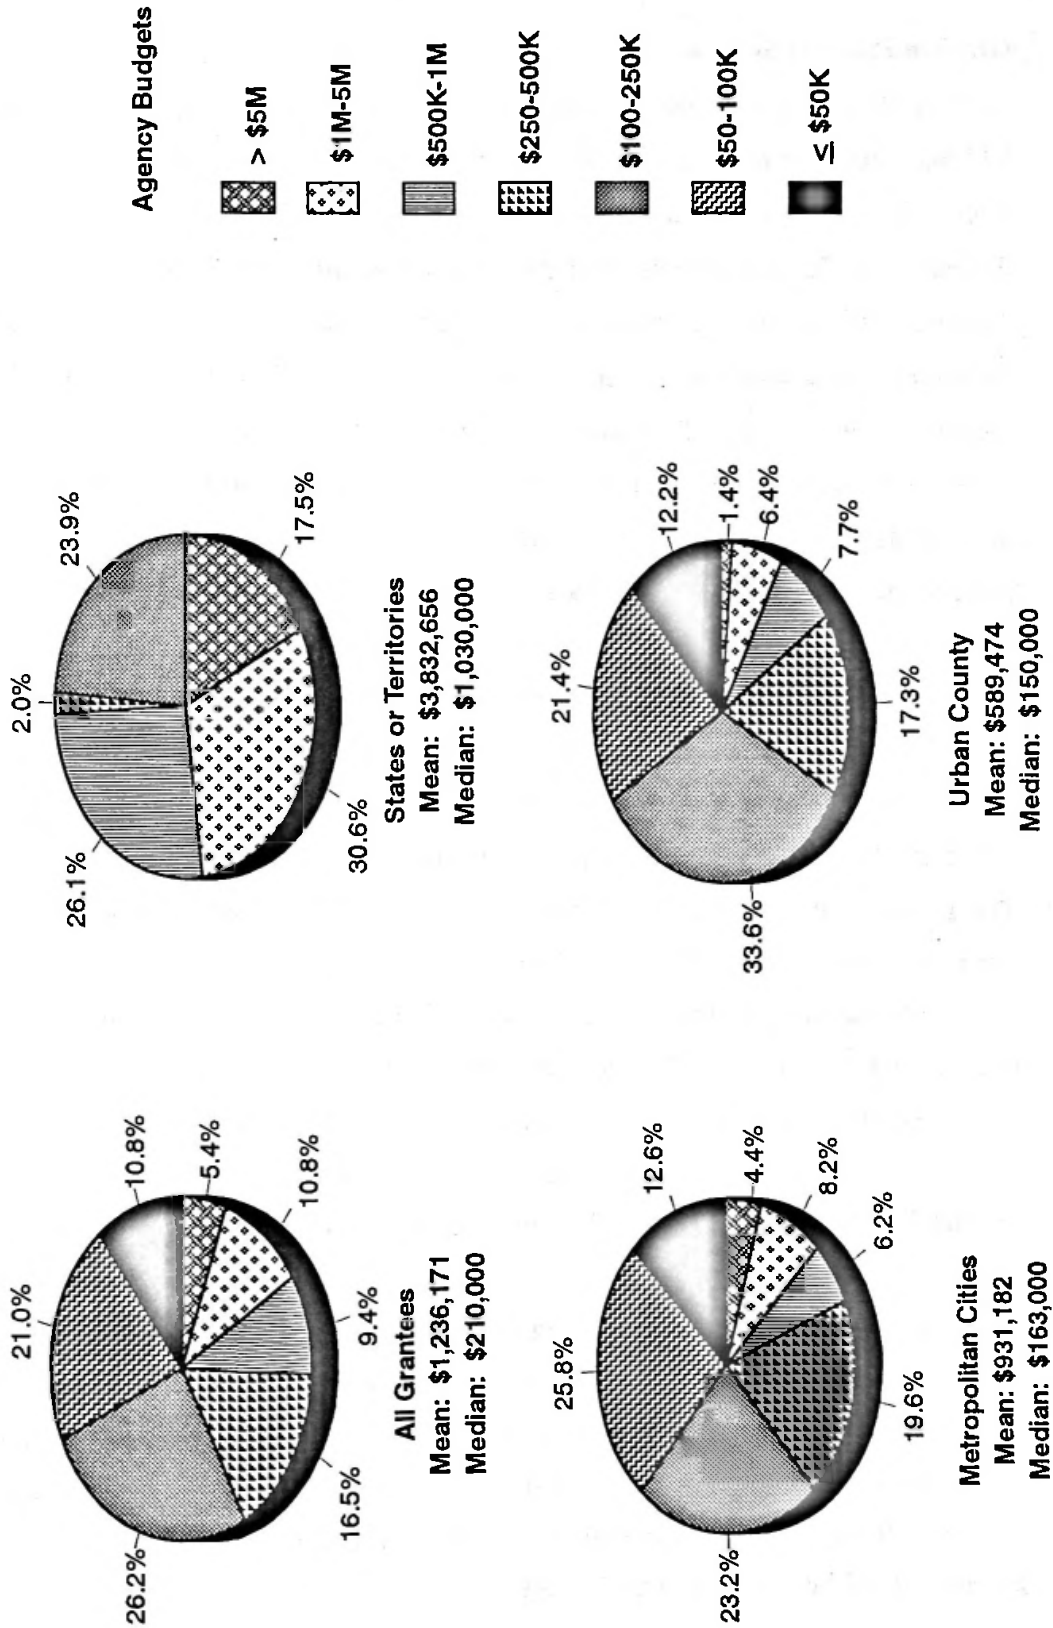 Agency Budgets
> $5M
$1M-5M
$500K-1M
$250-500K
$100-250K
$50-100K
≤ $50K
21.0%
10.8%
5.4%
10.8%
9.4%
16.5%
26.2%
All Grantees
Mean: $1,236,171
Median: $210,000
2.0%
23.9%
17.5%
30.6%
26.1%
States or Territories
Mean: $3,832,656
Median: $1,030,000
25.8%
12.6%
4.4%
8.2%
6.2%
19.6%
23.2%
Metropolitan Cities
Mean: $931,182
Median: $163,000
21.4%
12.2%
1.4%
6.4%
7.7%
17.3%
33.6%
Urban County
Mean: $589,474
Median: $150,000